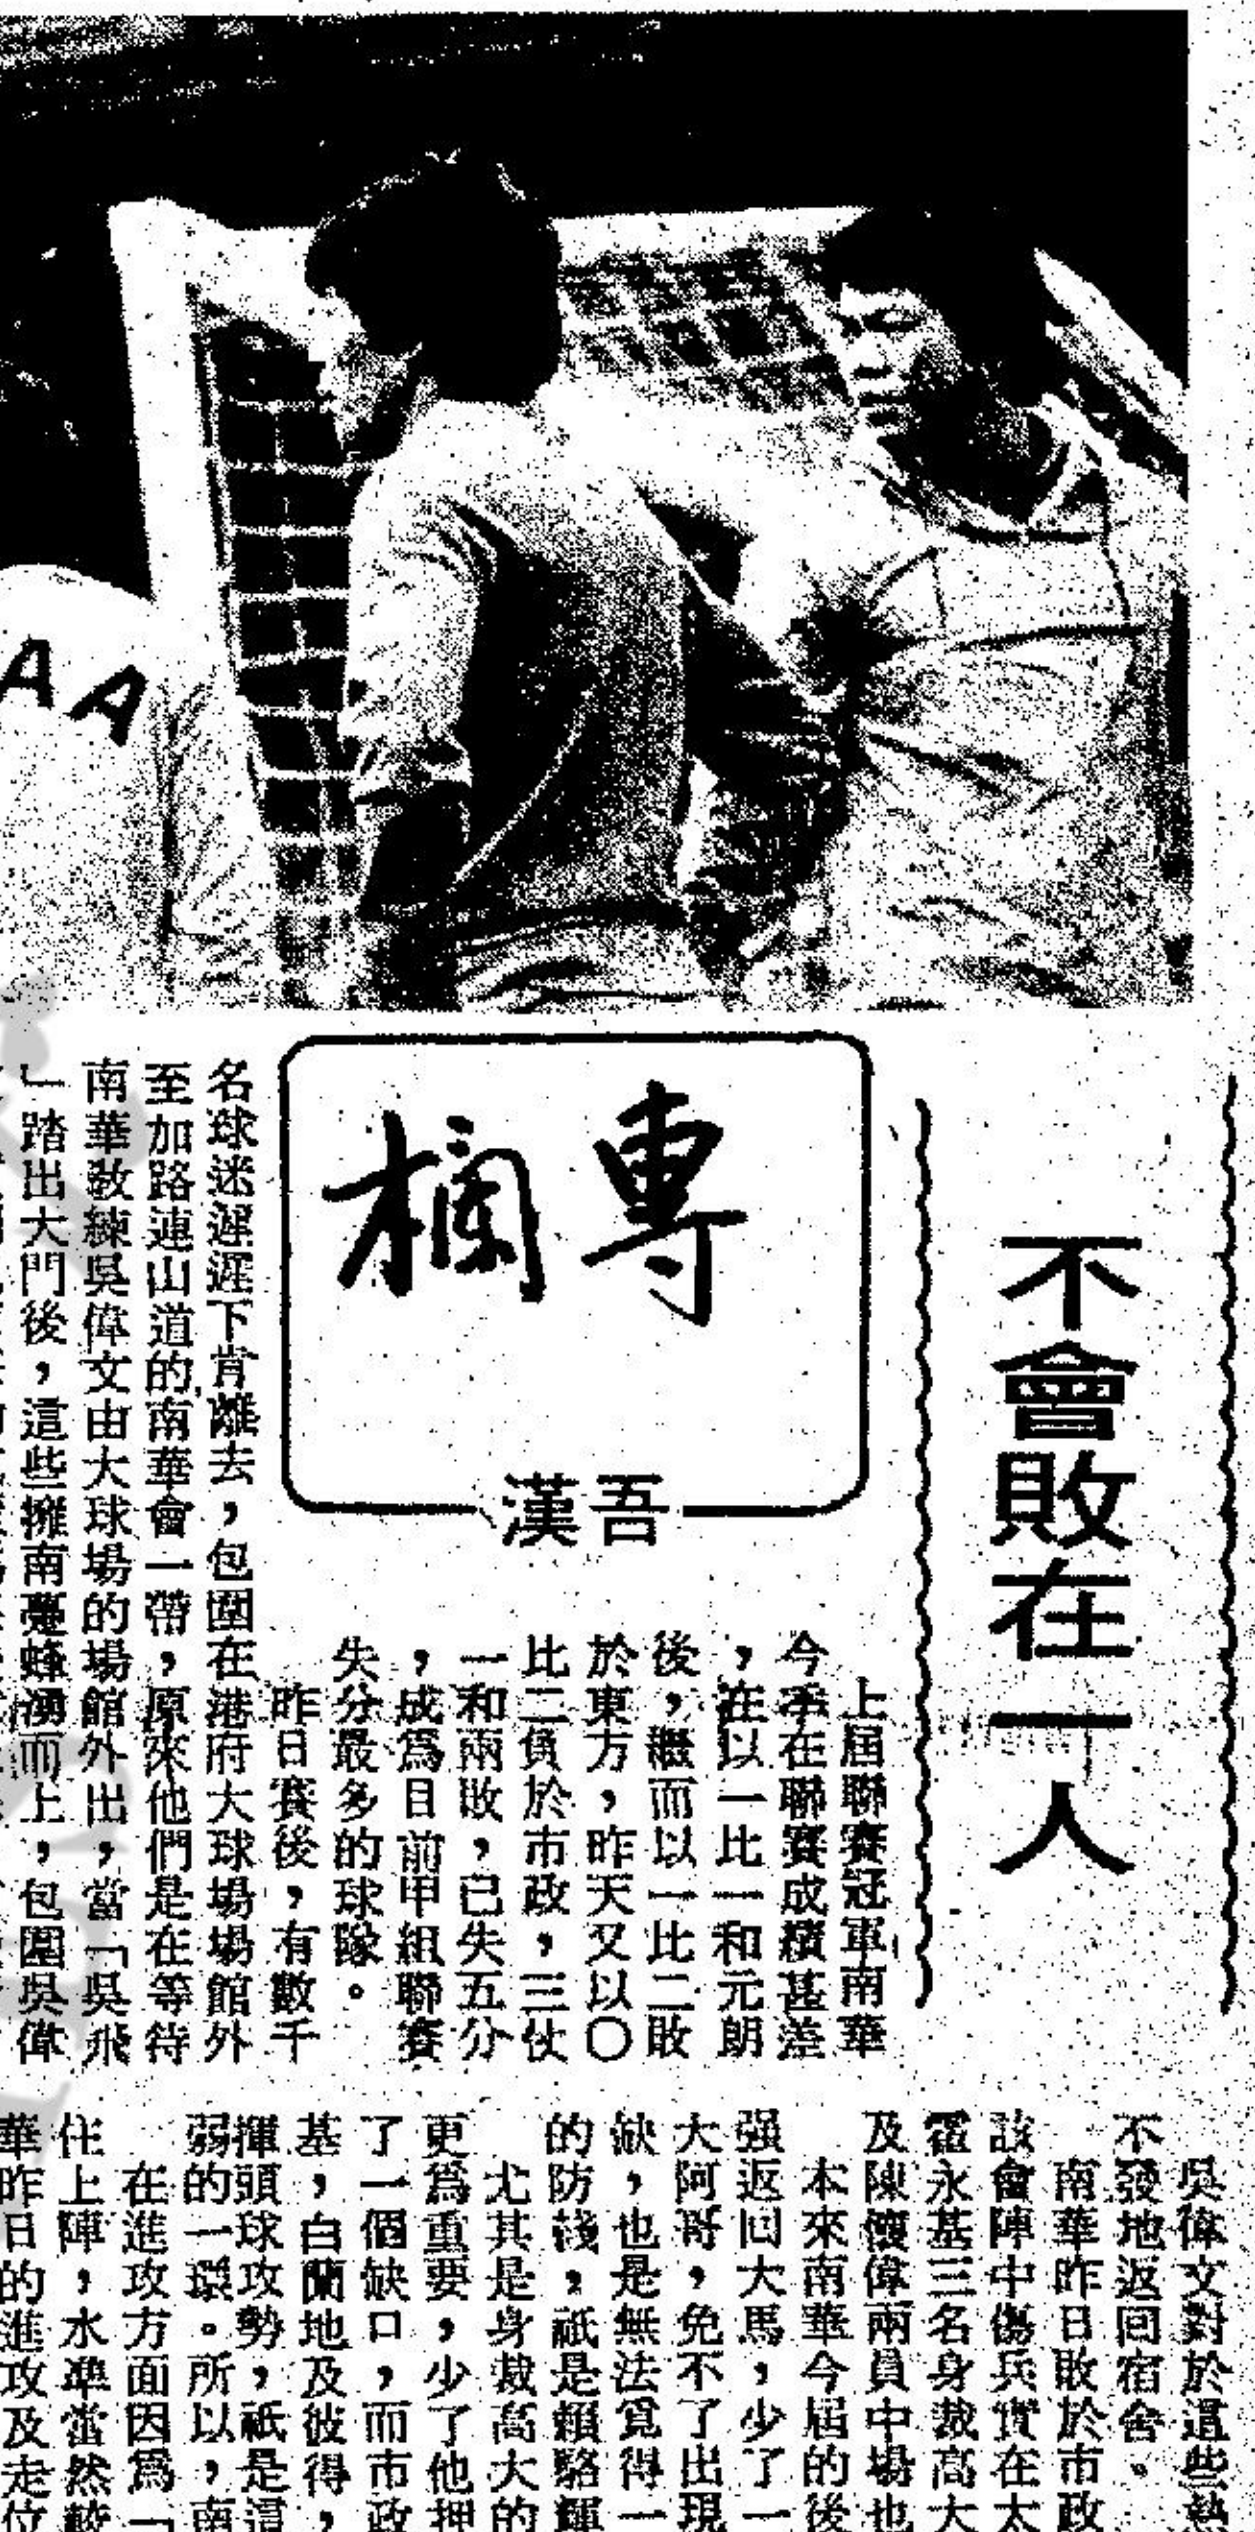 AA
不會敗在一人
專欄
吾漢
上屆聯賽冠軍南華
今季在聯賽成績甚差
，在以一比一和元朗
後，繼而以一比二敗
於東方，昨天又以〇
比二負於市政，三仗
一和兩敗，已失五分
，成爲目前甲組聯賽
失分最多的球隊。
昨日賽後，有數千
名球迷遲遲下肯離去，包圍在港府大球場場館外
至加路連山道的南華會一帶，原來他們是在等待
南華教練吳偉文由大球場的場館外出，當「吳飛
」踏出大門後，這些擁南躉蜂湧而上，包圍吳偉
吳偉文對於這些熱
不發地返回宿舍。
南華昨日敗於市政
該會陣中傷兵實在太
霍永基三名身裁高大
及陳偉兩員中場也
本來南華今屆的後
强返回大馬，少了一
大阿哥，免不了出現
缺，也是無法覓得一
的防綫，祇是賴駱輝
尤其是身裁高大的
更爲重要，少了他押
了一個缺口，而市政
基，白蘭地及彼得，
揮頭球攻勢，祇是這
弱的一環。所以，南
在進攻方面因爲「
住上陣，水準當然較
華昨日的進攻及走位